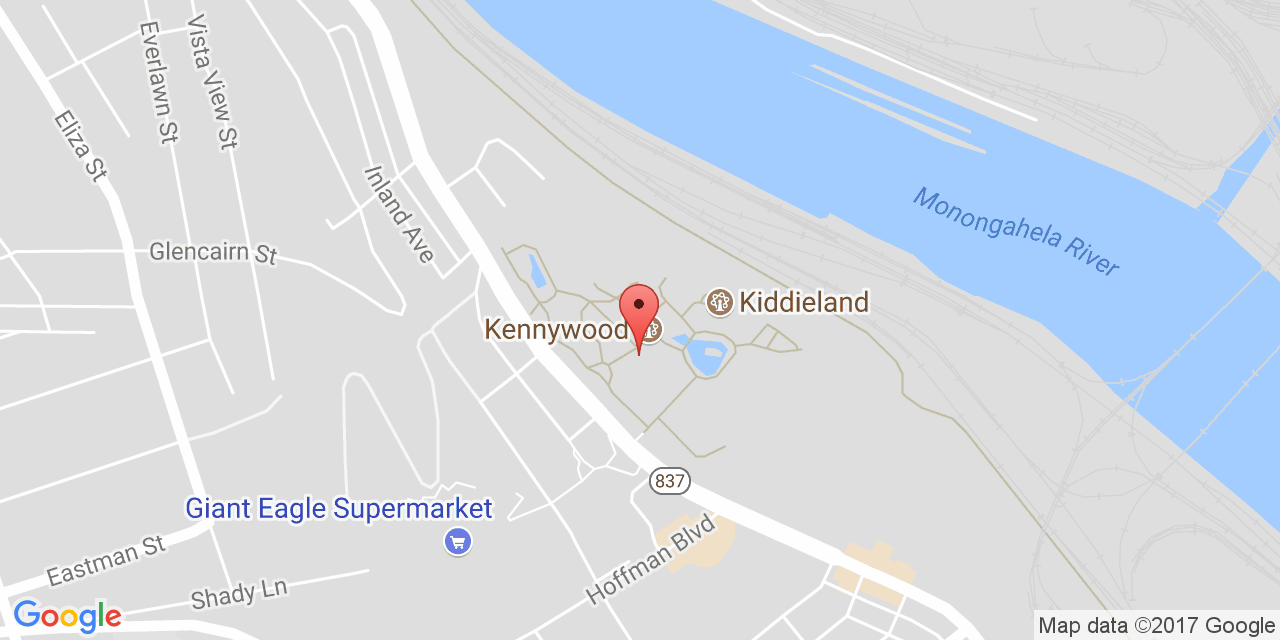 Everlawn St
Vista View St
Eliza St
Inland Ave
Glencairn St
Monongahela River
Kiddieland
Kennywood
837
Giant Eagle Supermarket
Hoffman Blvd
Eastman St
Shady Ln
Google
Map data ©2017 Google